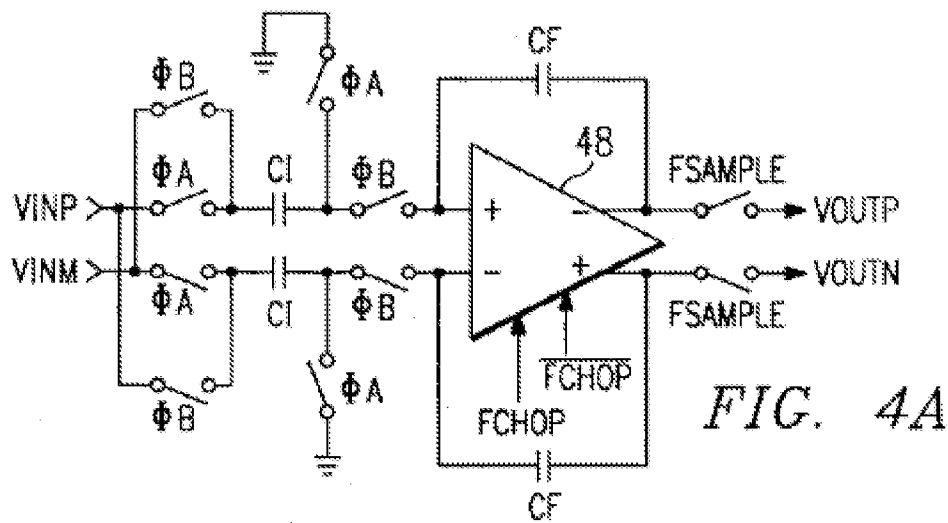 CF
ΦB
ΦA
48
ΦA
CI
ΦB
FSAMPLE
VINP
+
−
VOUTP
VINM
−
+
VOUTN
ΦA
CI
ΦB
FSAMPLE
ΦB
ΦA
FCHOP
FCHOP
FIG. 4A
CF